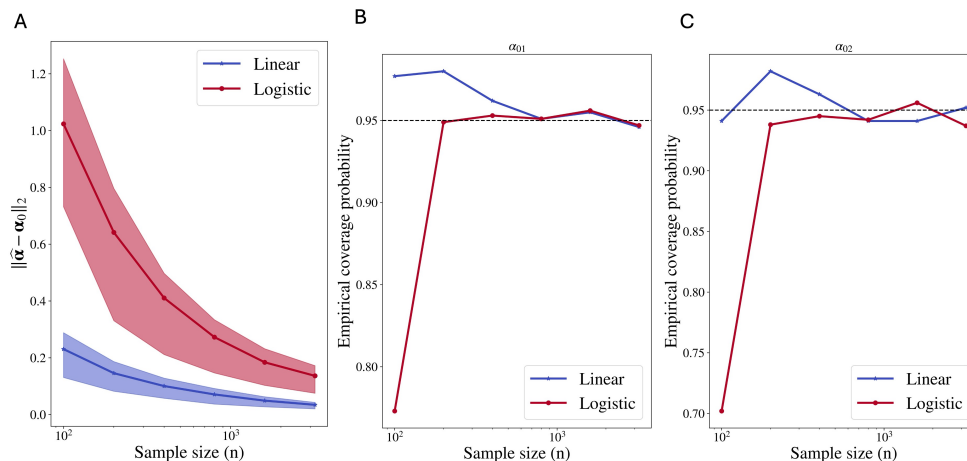 A
Linear
Logistic
1.2
1.0
0.8
0.6
0.4
0.2
0.0
‖α̂ − α₀‖₂
10²
10³
Sample size (n)
B
α₀₁
0.95
0.90
0.85
0.80
Empirical coverage probability
Linear
Logistic
10²
10³
Sample size (n)
C
α₀₂
0.95
0.90
0.85
0.80
0.75
0.70
Empirical coverage probability
Linear
Logistic
10²
10³
Sample size (n)